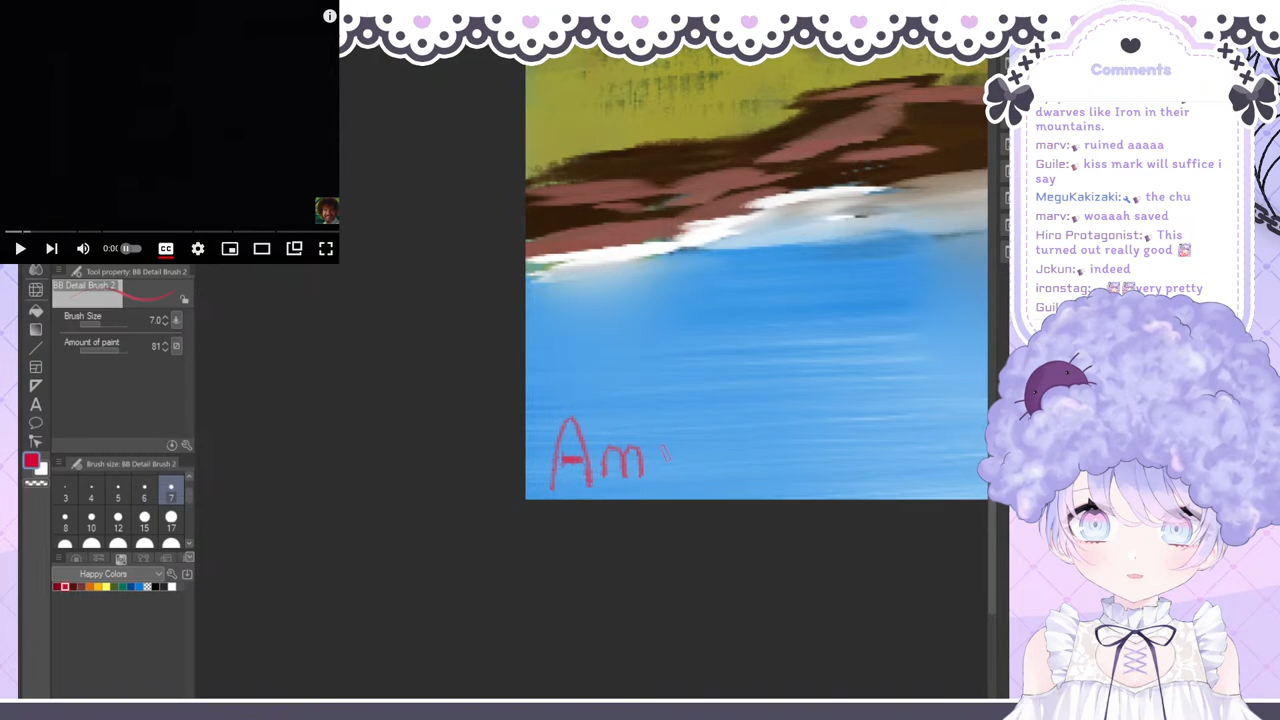 Comments
dwarves like Iron in their
mountains.
marv: ruined aaaaa
Guile: kiss mark will suffice i
say
MeguKakizaki: the chu
marv: woaaah saved
Hiro Protagonist: This
turned out really good
Jckun: indeed
ironstag: very pretty
Guil
0:00
CC
Tool property: BB Detail Brush 2
BB Detail Brush 2
Brush Size 7.0
Amount of paint 81
Brush size: BB Detail Brush 2
3 4 5 6 7
8 10 12 15 17
Happy Colors
Am